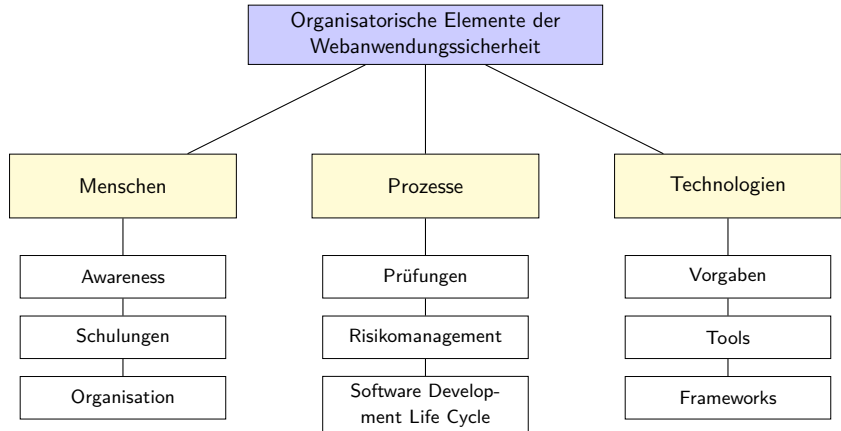 Organisatorische Elemente der
Webanwendungssicherheit
Menschen
Prozesse
Technologien
Awareness
Prüfungen
Vorgaben
Schulungen
Risikomanagement
Tools
Organisation
Software Develop-
ment Life Cycle
Frameworks